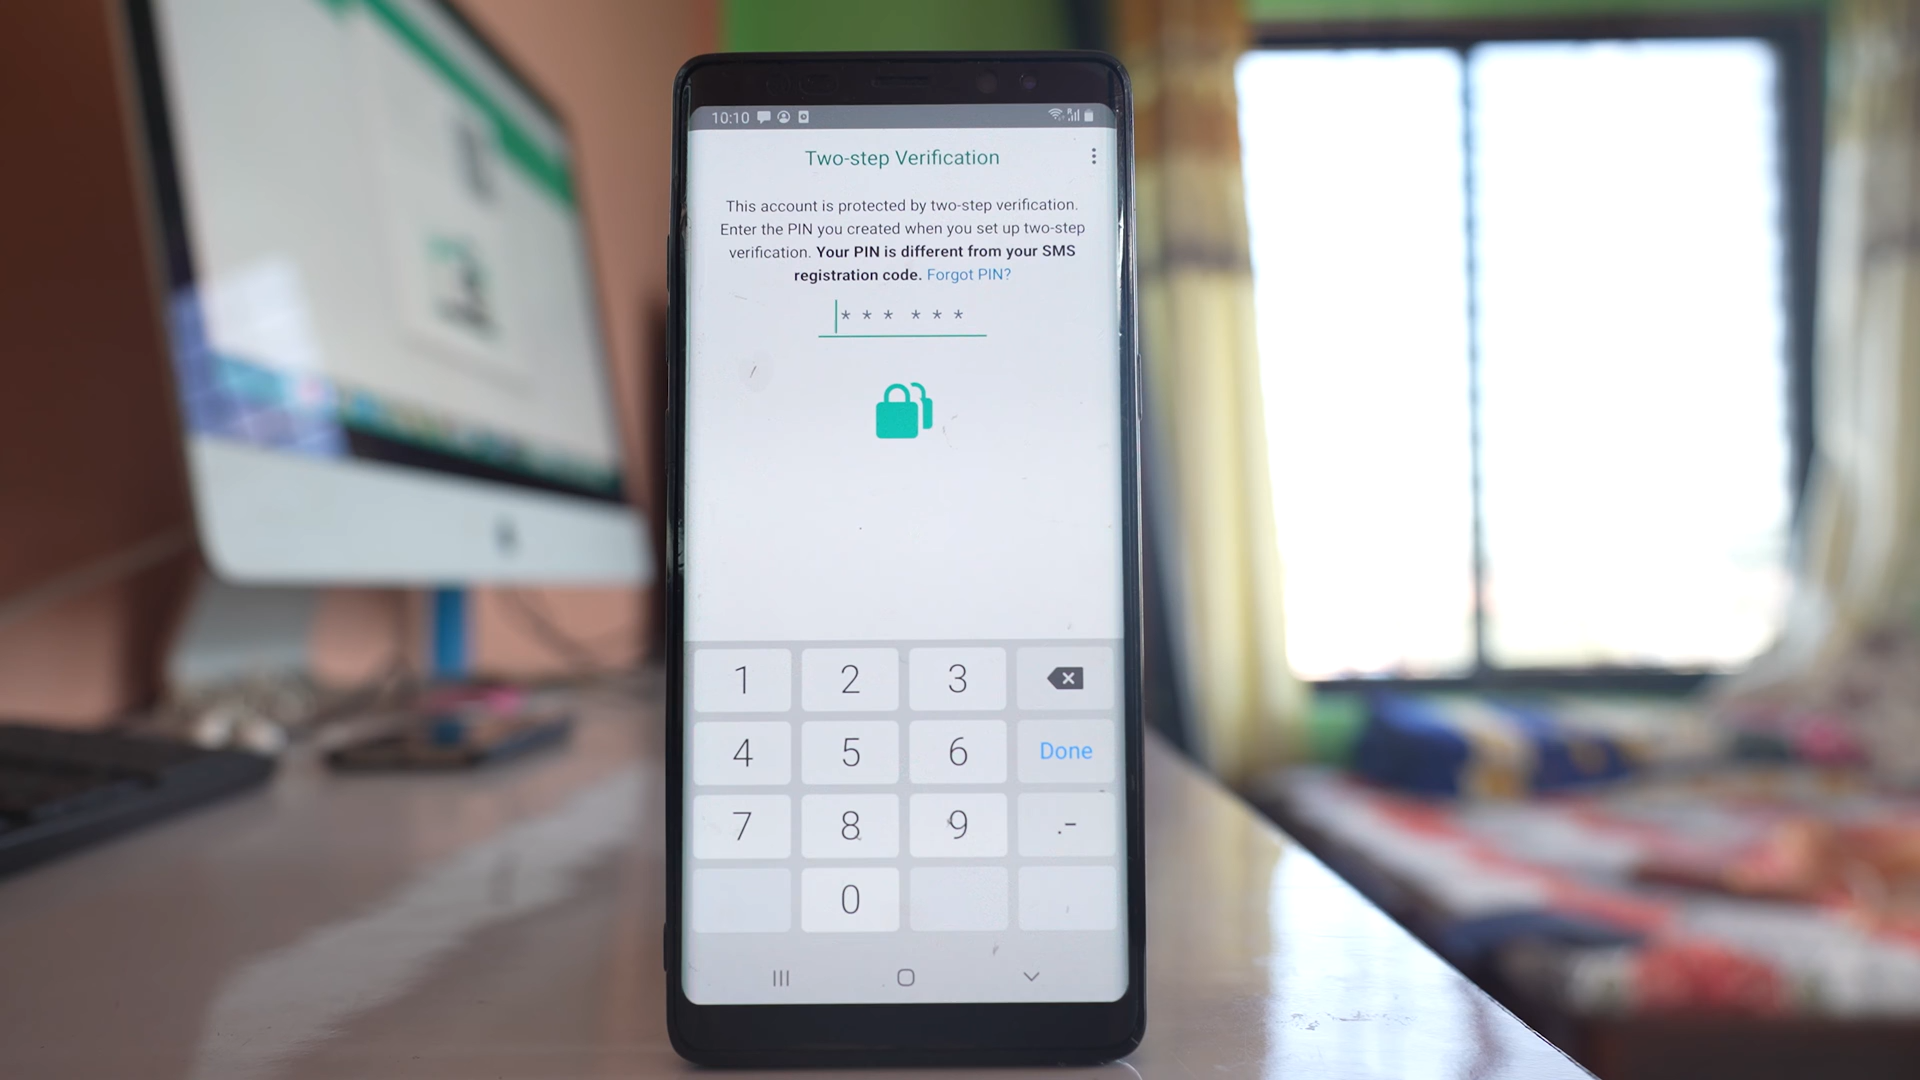 10:10
Two-step Verification
This account is protected by two-step verification.
Enter the PIN you created when you set up two-step
verification. Your PIN is different from your SMS
registration code. Forgot PIN?
* * * * * *
1 2 3
4 5 6 Done
7 8 9 .-
0